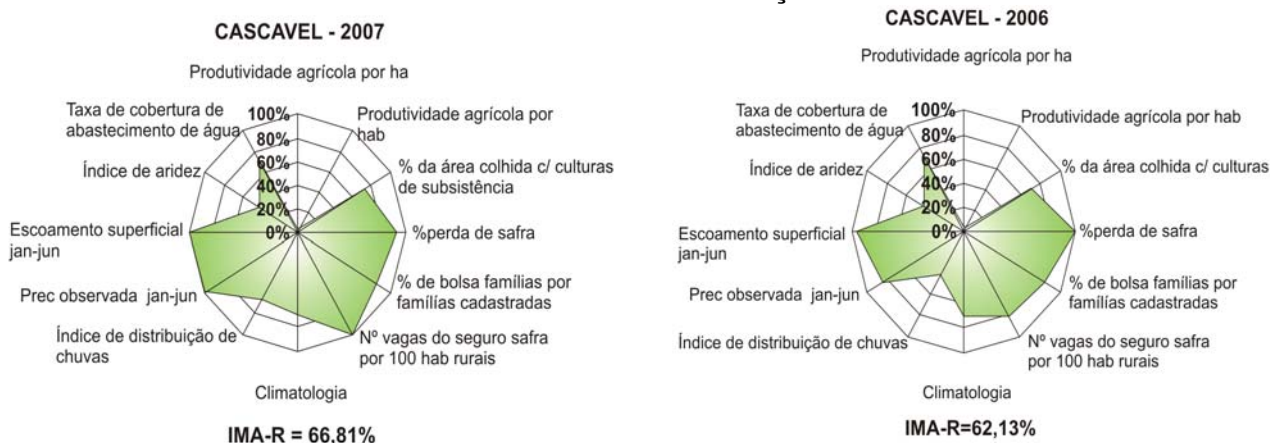 CASCAVEL - 2007
Produtividade agrícola por ha
Taxa de cobertura de
abastecimento de água
100%
80%
60%
40%
20%
0%
Produtividade agrícola por
hab
Índice de aridez
% da área colhida c/ culturas
de subsistência
Escoamento superficial
jan-jun
%perda de safra
Prec observada jan-jun
% de bolsa famílias por
famílías cadastradas
Índice de distribuição de
chuvas
Nº vagas do seguro safra
por 100 hab rurais
Climatologia
IMA-R = 66,81%
CASCAVEL - 2006
Produtividade agrícola por ha
Taxa de cobertura de
abastecimento de água
100%
80%
60%
40%
20%
0%
Produtividade agrícola por hab
Índice de aridez
% da área colhida c/ culturas
de subsistência
Escoamento superficial
jan-jun
%perda de safra
Prec observada jan-jun
% de bolsa famílias por
famílías cadastradas
Índice de distribuição de chuvas
Nº vagas do seguro safra
por 100 hab rurais
Climatologia
IMA-R=62,13%